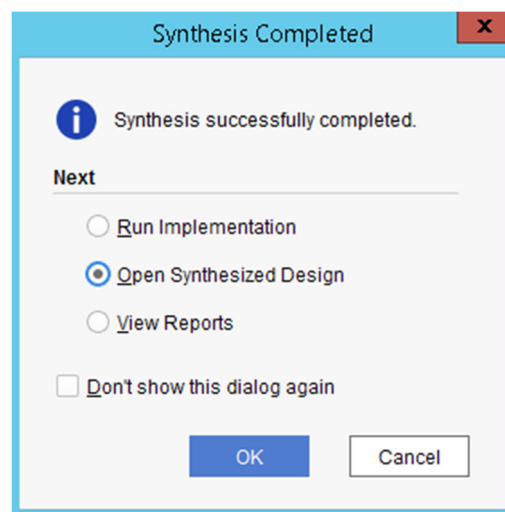 Synthesis Completed
x
i
Synthesis successfully completed.
Next
Run Implementation
Open Synthesized Design
View Reports
Don't show this dialog again
OK Cancel